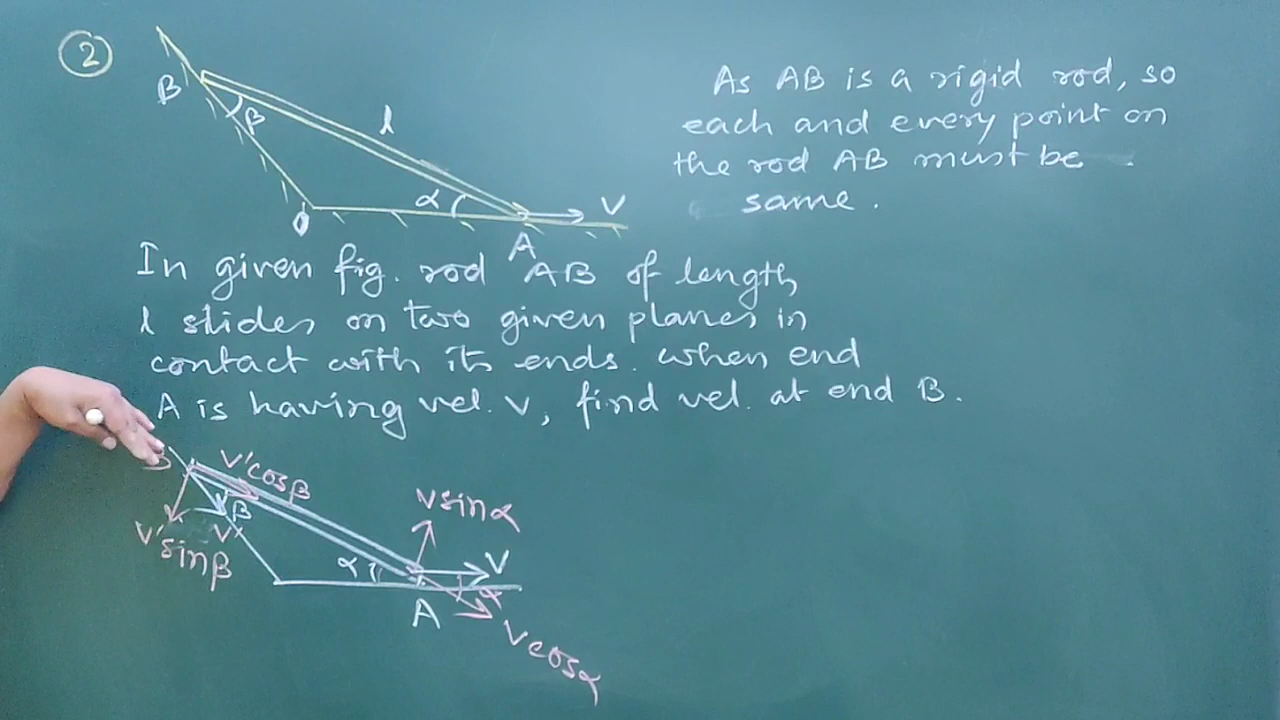 2
B
β
l
α
V
O
A
As AB is a rigid rod, so
each and every point on
the rod AB must be
same.
In given fig. rod AB of length
l slides on two given planes in
contact with its ends. when end
A is having vel. v, find vel. at end B.
V'cosβ
β
V'
V'sinβ
Vsinα
α
V
α
A
Vcosα